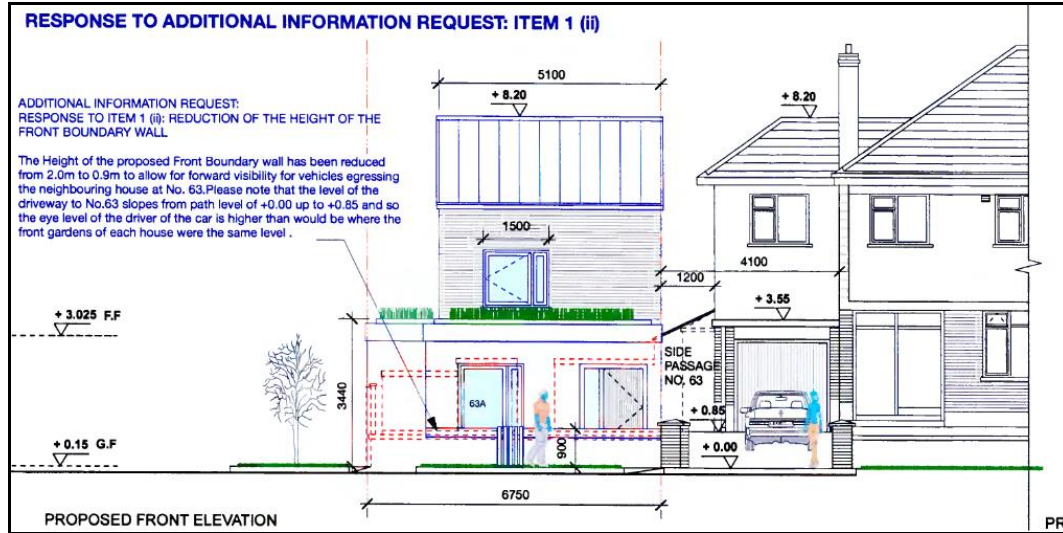 RESPONSE TO ADDITIONAL INFORMATION REQUEST: ITEM 1 (ii)
ADDITIONAL INFORMATION REQUEST:
RESPONSE TO ITEM 1 (ii): REDUCTION OF THE HEIGHT OF THE
FRONT BOUNDARY WALL
The Height of the proposed Front Boundary wall has been reduced
from 2.0m to 0.9m to allow for forward visibility for vehicles egressing
the neighbouring house at No. 63.Please note that the level of the
driveway to No.63 slopes from path level of +0.00 up to +0.85 and so
the eye level of the driver of the car is higher than would be where the
front gardens of each house were the same level .
5100
+ 8.20
+ 8.20
1500
4100
1200
+ 3.025 F.F
+ 3.55
SIDE
PASSAGE
NO. 63
3440
63A
+ 0.85
+ 0.15 G.F
900
+ 0.00
6750
PROPOSED FRONT ELEVATION
PR